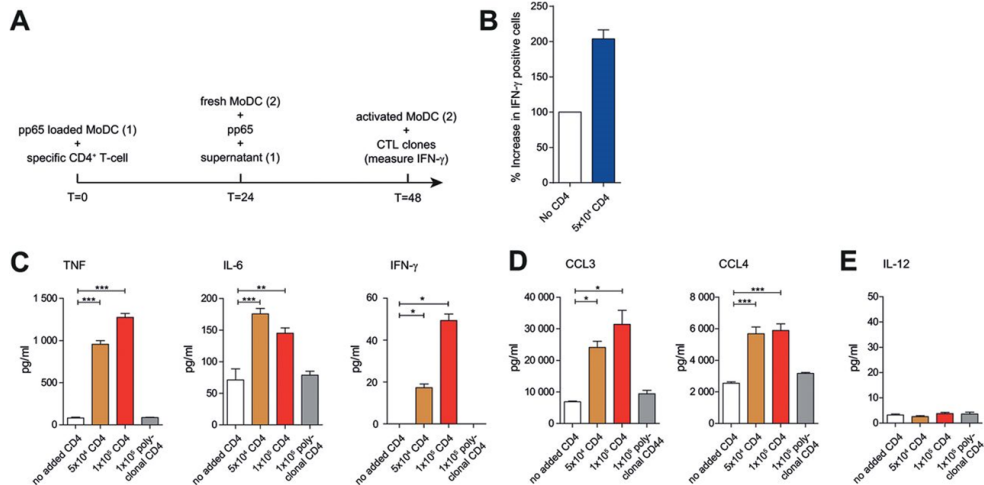 A
pp65 loaded MoDC (1)
+
specific CD4+ T-cell
fresh MoDC (2)
+
pp65
+
supernatant (1)
activated MoDC (2)
+
CTL clones
(measure IFN-γ)
T=0
T=24
T=48
B
% Increase in IFN-γ positive cells
250
200
150
100
50
0
No CD4
5x10⁴ CD4
C
TNF
pg/ml
1 500
1 000
500
0
***
***
no added CD4
5x10⁴ CD4
1x10⁵ CD4
1x10⁵ poly-
clonal CD4
IL-6
pg/ml
200
150
100
50
0
**
***
no added CD4
5x10⁴ CD4
1x10⁵ CD4
1x10⁵ poly-
clonal CD4
IFN-γ
pg/ml
60
40
20
0
*
*
no added CD4
5x10⁴ CD4
1x10⁵ CD4
1x10⁵ poly-
clonal CD4
D
CCL3
pg/ml
40 000
30 000
20 000
10 000
0
*
*
no added CD4
5x10⁴ CD4
1x10⁵ CD4
1x10⁵ poly-
clonal CD44
CCL4
pg/ml
8 000
6 000
4 000
2 000
0
***
***
no added CD4
5x10⁴ CD4
1x10⁵ CD4
1x10⁵ poly-
clonal CD4
E
IL-12
pg/ml
50
40
30
20
10
0
no added CD4
5x10⁴ CD4
1x10⁵ CD4
1x10⁵ poly-
clonal CD4